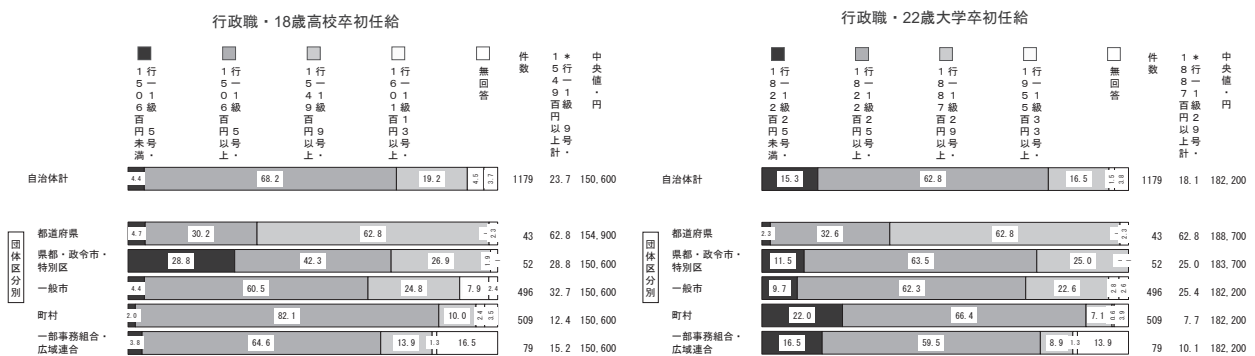 行政職・18歳高校卒初任給
行一1級 5号・
1506百円未満
行一1級 5号・
1506百円以上
行一1級 9号・
1549百円以上
行一1級13号・
1601百円以上
無回答
件数
*行一1級 9号・
1549百円以上計
中央値・円
自治体計 4.4 68.2 19.2 4.5 3.7 1179 23.7 150,600
団体区分別
都道府県 4.7 30.2 62.8 - 2.3 43 62.8 154,900
県都・政令市・
特別区 28.8 42.3 26.9 1.9 - 52 28.8 150,600
一般市 4.4 60.5 24.8 7.9 2.4 496 32.7 150,600
町村 2.0 82.1 10.0 2.4 3.5 509 12.4 150,600
一部事務組合・
広域連合 3.8 64.6 13.9 1.3 16.5 79 15.2 150,600
行政職・22歳大学卒初任給
行一1級25号・
1822百円未満
行一1級25号・
1822百円以上
行一1級29号・
1887百円以上
行一1級33号・
1955百円以上
無回答
件数
*行一1級29号・
1887百円以上計
中央値・円
自治体計 15.3 62.8 16.5 1.5 3.8 1179 18.1 182,200
団体区分別
都道府県 2.3 32.6 62.8 - 2.3 43 62.8 188,700
県都・政令市・
特別区 11.5 63.5 25.0 - - 52 25.0 183,700
一般市 9.7 62.3 22.6 2.8 2.6 496 25.4 182,200
町村 22.0 66.4 7.1 0.6 3.9 509 7.7 182,200
一部事務組合・
広域連合 16.5 59.5 8.9 1.3 13.9 79 10.1 182,200